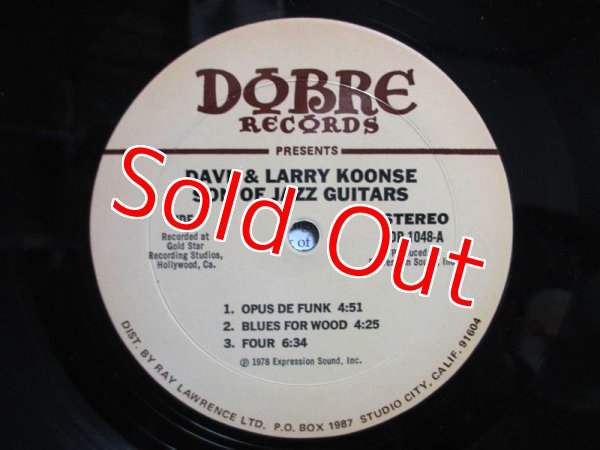 DOBRE
RECORDS
PRESENTS
& LARRY KOONSE
OF JAZZ GUITARS
STEREO
1048-A
Recorded at
Gold Star
Recording Studios,
Hollywood, Ca.
Sold Out
1. OPUS DE FUNK 4:51
2. BLUES FOR WOOD 4:25
3. FOUR 6:34
℗ 1978 Expression Sound, Inc.
DIST. BY RAY LAWRENCE LTD. P.O. BOX 1987 STUDIO CITY, CALIF. 91604